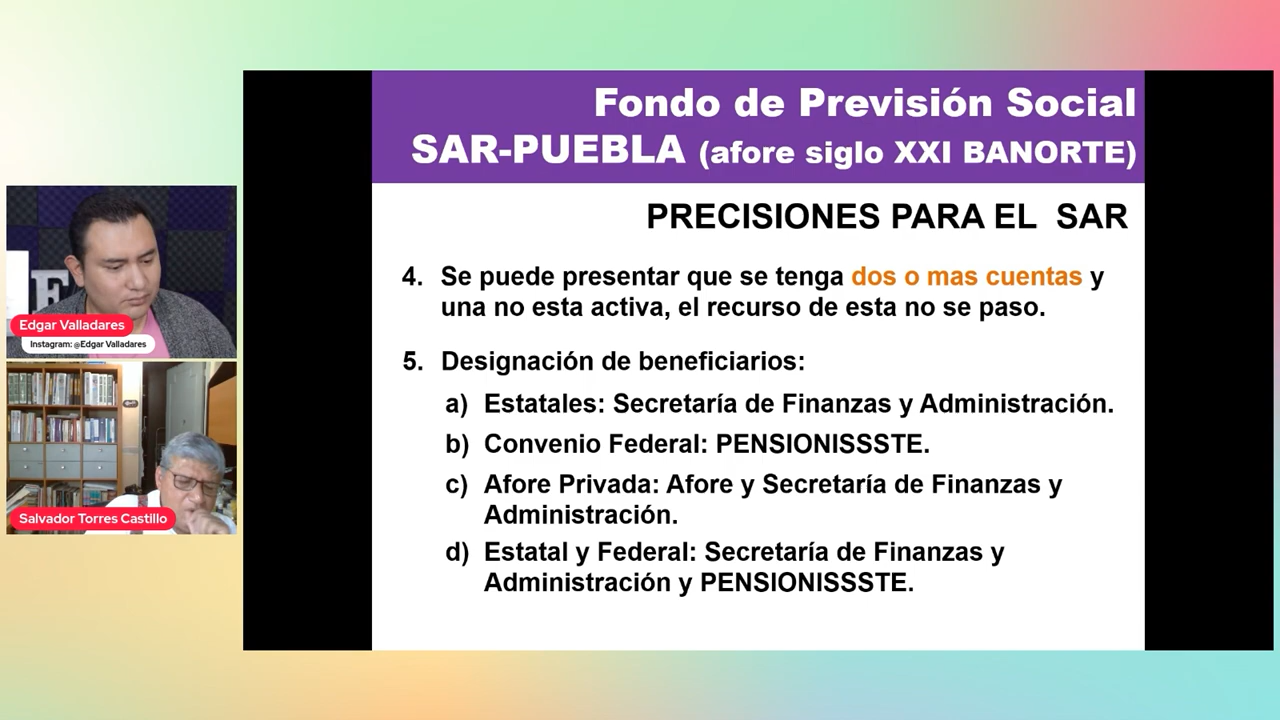 Fondo de Previsión Social
SAR-PUEBLA (afore siglo XXI BANORTE)
PRECISIONES PARA EL SAR
4. Se puede presentar que se tenga dos o mas cuentas y
una no esta activa, el recurso de esta no se paso.
5. Designación de beneficiarios:
a) Estatales: Secretaría de Finanzas y Administración.
b) Convenio Federal: PENSIONISSSTE.
c) Afore Privada: Afore y Secretaría de Finanzas y
Administración.
d) Estatal y Federal: Secretaría de Finanzas y
Administración y PENSIONISSSTE.
Edgar Valladares
Instagram: @Edgar Valladares
Salvador Torres Castillo